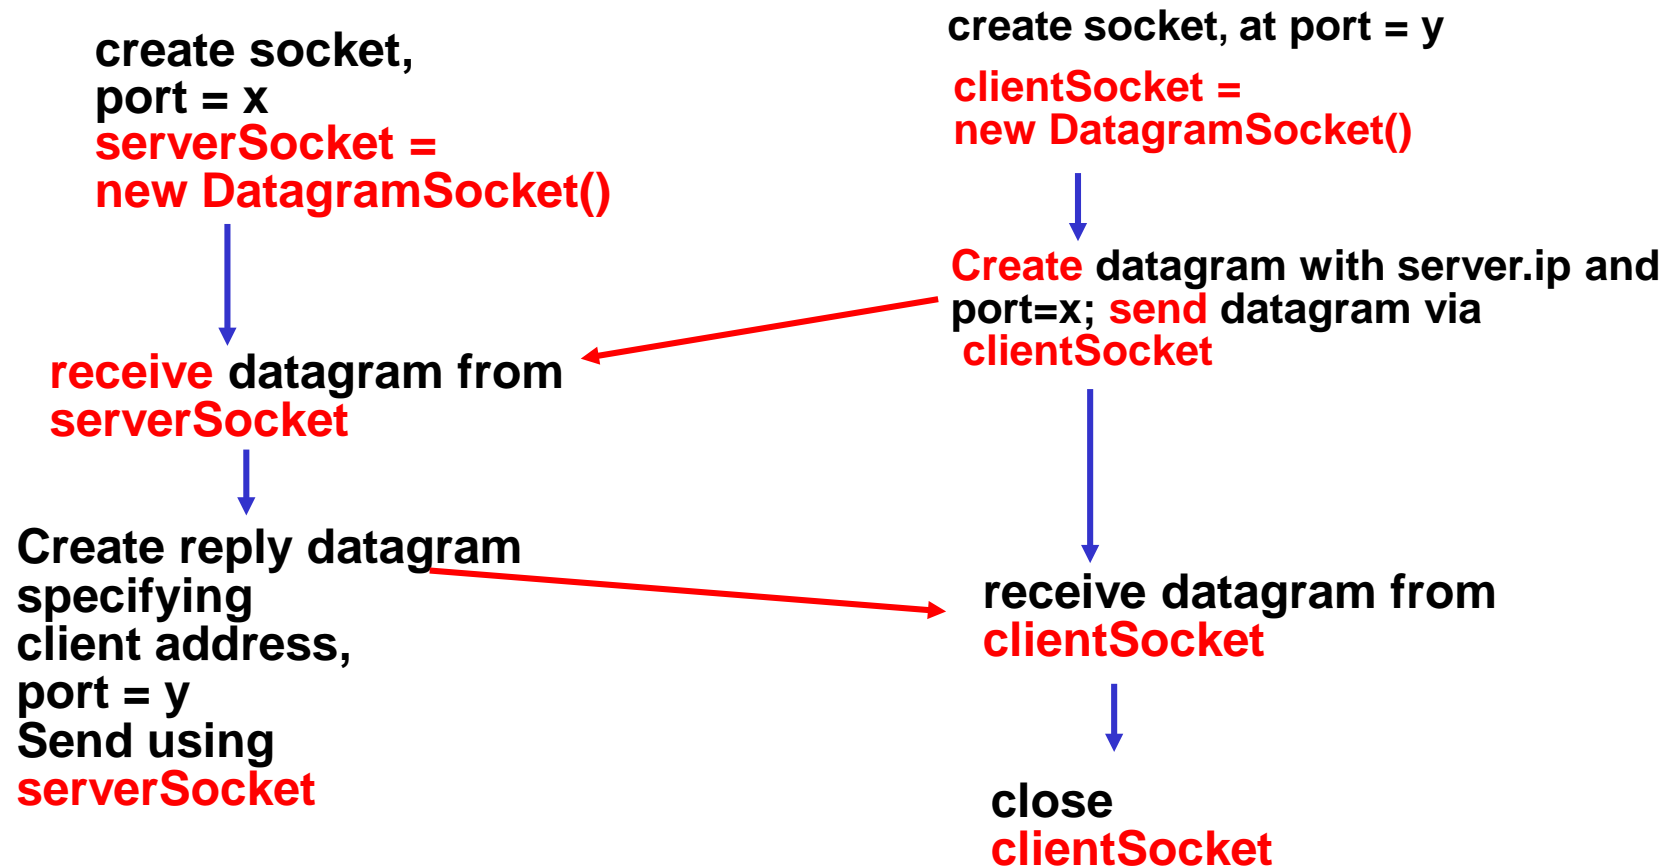 create socket,
port = x
serverSocket =
new DatagramSocket()
receive datagram from
serverSocket
Create reply datagram
specifying
client address,
port = y
Send using
serverSocket
create socket, at port = y
clientSocket =
new DatagramSocket()
Create datagram with server.ip and
port=x; send datagram via
clientSocket
receive datagram from
clientSocket
close
clientSocket